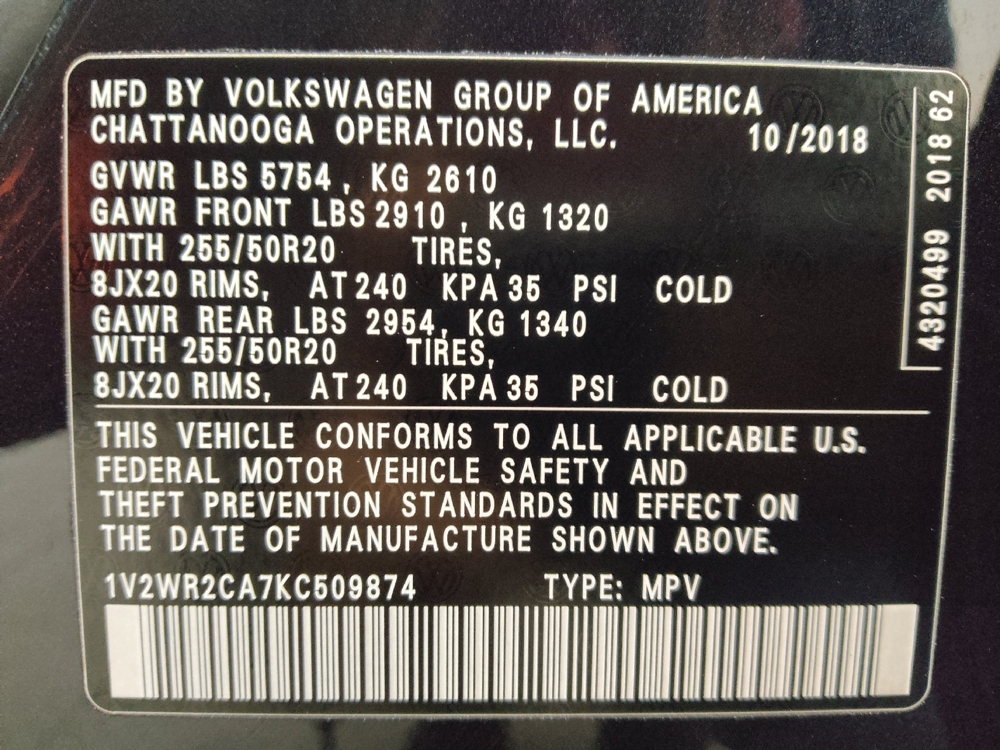 MFD BY VOLKSWAGEN GROUP OF AMERICA
CHATTANOOGA OPERATIONS, LLC. 10/2018
GVWR LBS 5754, KG 2610
GAWR FRONT LBS 2910, KG 1320
WITH 255/50R20 TIRES,
8JX20 RIMS, AT 240 KPA 35 PSI COLD
GAWR REAR LBS 2954, KG 1340
WITH 255/50R20 TIRES,
8JX20 RIMS, AT 240 KPA 35 PSI COLD
THIS VEHICLE CONFORMS TO ALL APPLICABLE U.S.
FEDERAL MOTOR VEHICLE SAFETY AND
THEFT PREVENTION STANDARDS IN EFFECT ON
THE DATE OF MANUFACTURE SHOWN ABOVE.
1V2WR2CA7KC509874 TYPE: MPV
4320499 2018 62